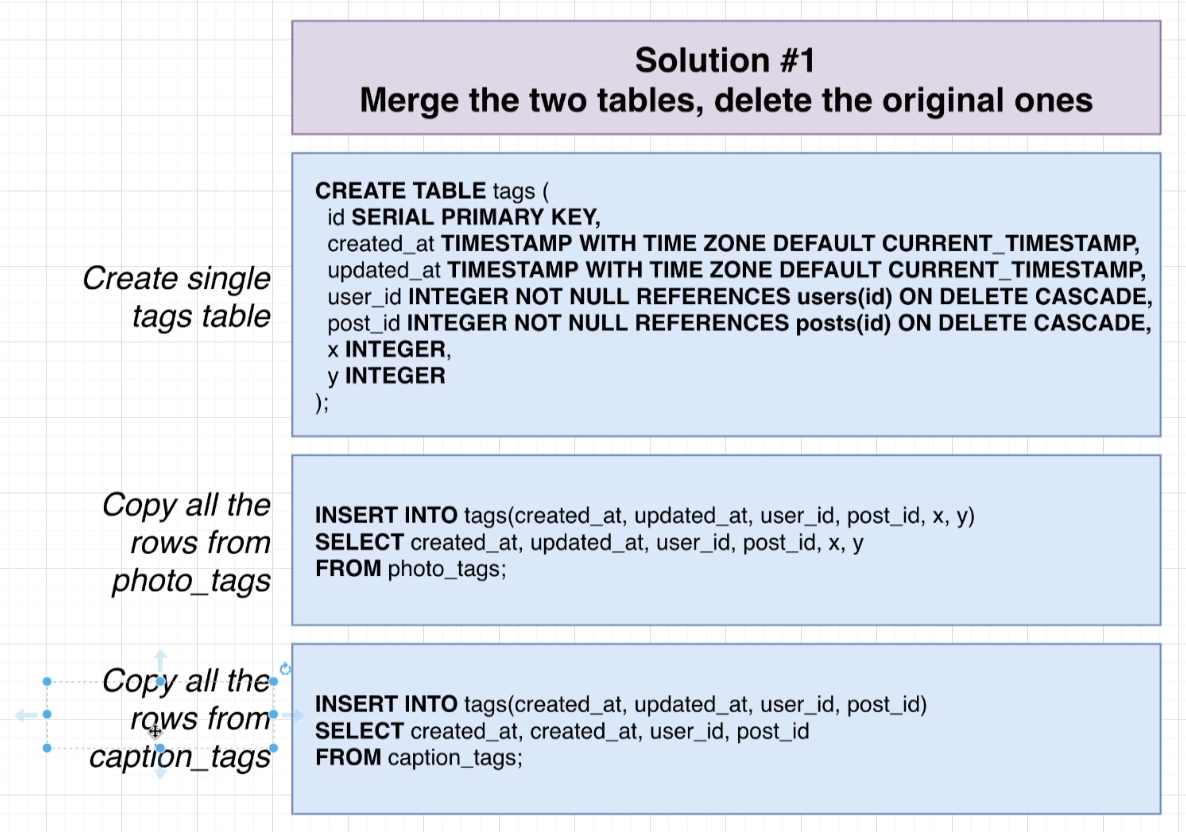 Solution #1
Merge the two tables, delete the original ones
Create single
tags table
CREATE TABLE tags (
id SERIAL PRIMARY KEY,
created_at TIMESTAMP WITH TIME ZONE DEFAULT CURRENT_TIMESTAMP,
updated_at TIMESTAMP WITH TIME ZONE DEFAULT CURRENT_TIMESTAMP,
user_id INTEGER NOT NULL REFERENCES users(id) ON DELETE CASCADE,
post_id INTEGER NOT NULL REFERENCES posts(id) ON DELETE CASCADE,
x INTEGER,
y INTEGER
);
Copy all the
rows from
photo_tags
INSERT INTO tags(created_at, updated_at, user_id, post_id, x, y)
SELECT created_at, updated_at, user_id, post_id, x, y
FROM photo_tags;
Copy all the
rows from
caption_tags
INSERT INTO tags(created_at, updated_at, user_id, post_id)
SELECT created_at, created_at, user_id, post_id
FROM caption_tags;